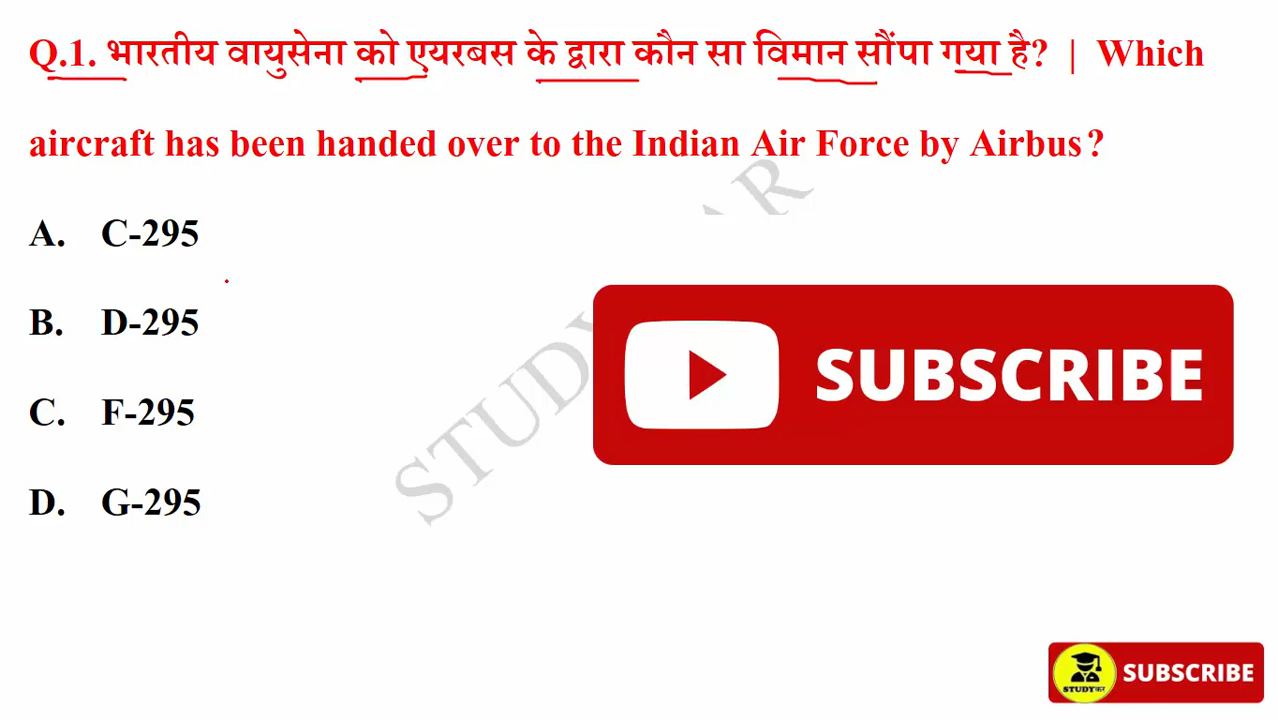 Q.1. भारतीय वायुसेना को एयरबस के द्वारा कौन सा विमान सौंपा गया है? | Which
aircraft has been handed over to the Indian Air Force by Airbus?
A. C-295
B. D-295
C. F-295
D. G-295
SUBSCRIBE
STUDYकर SUBSCRIBE